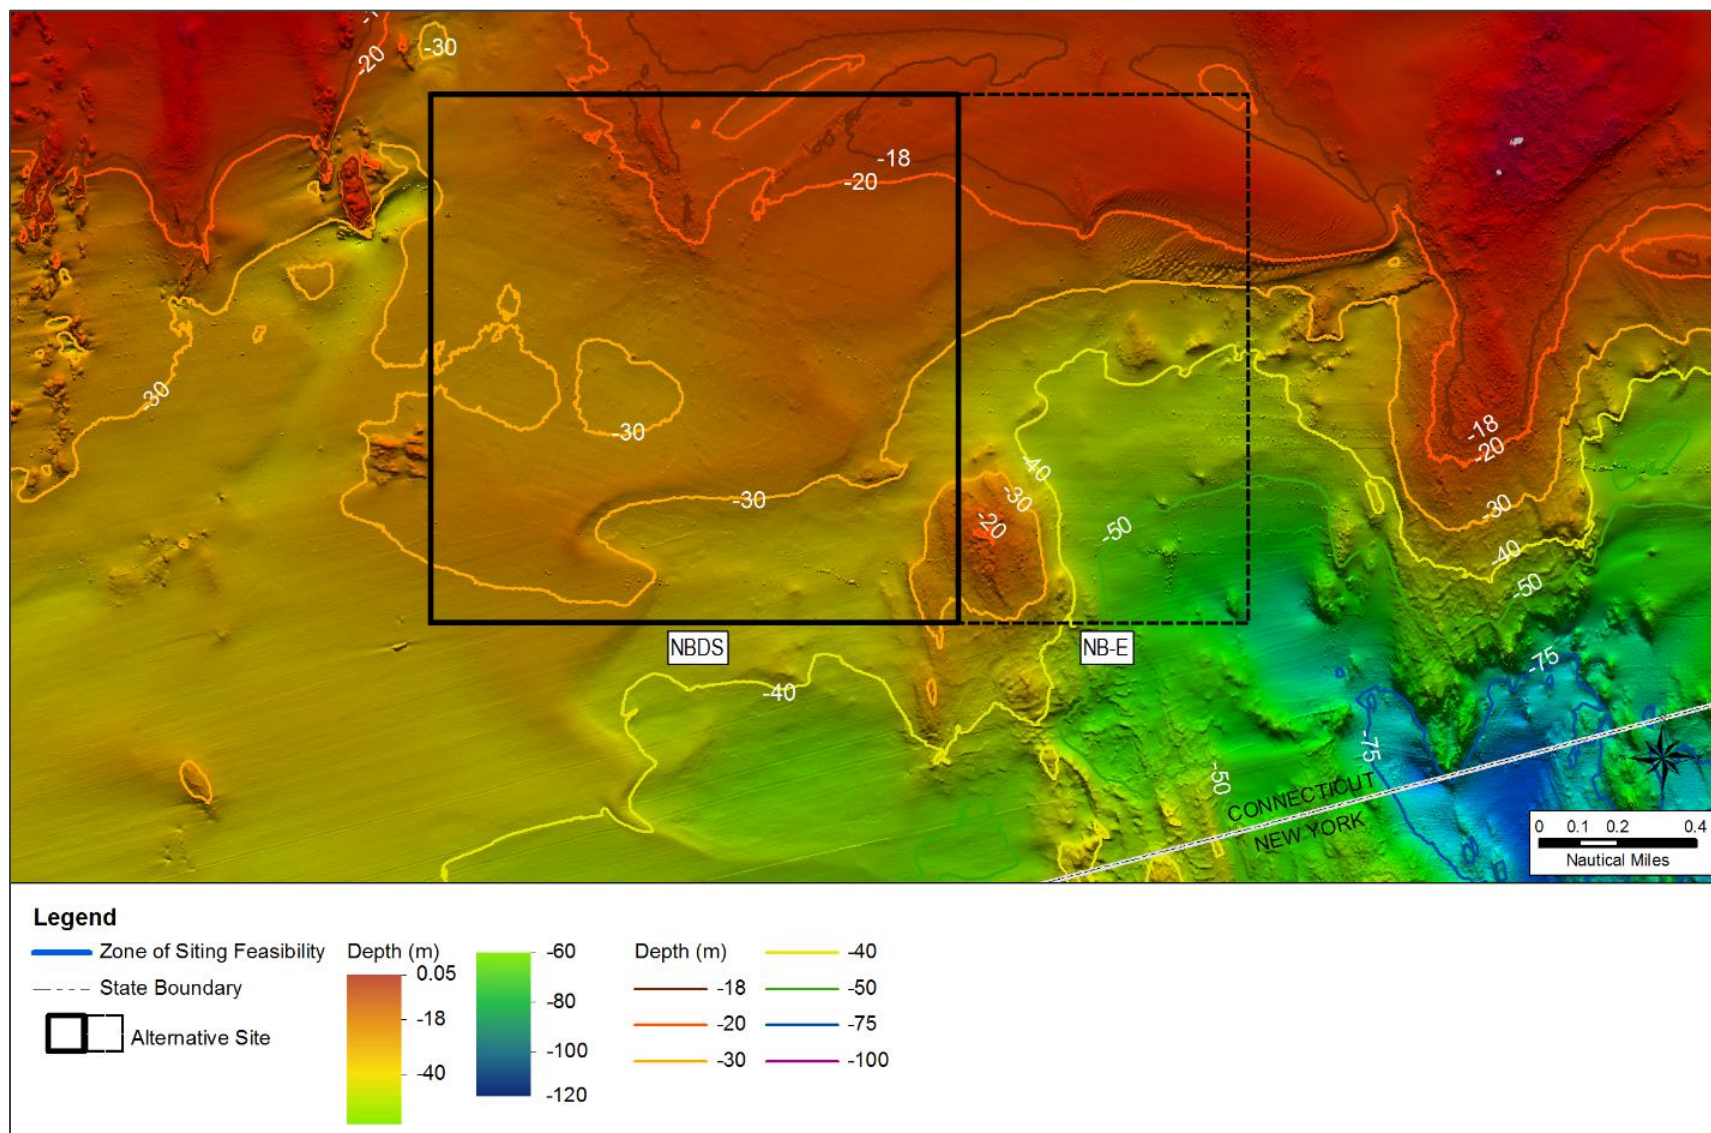 -1
-20
-30
-18
-20
-30
-30
-30
-40
-30
-20
-50
-18
-20
-30
-40
-50
NBDS
NB-E
-40
-75
-75
-50
CONNECTICUT
NEW YORK
0 0.1 0.2 0.4
Nautical Miles
Legend
Zone of Siting Feasibility
State Boundary
Alternative Site
Depth (m)
0.05
-18
-40
-60
-80
-100
-120
Depth (m)
-18
-20
-30
-40
-50
-75
-100